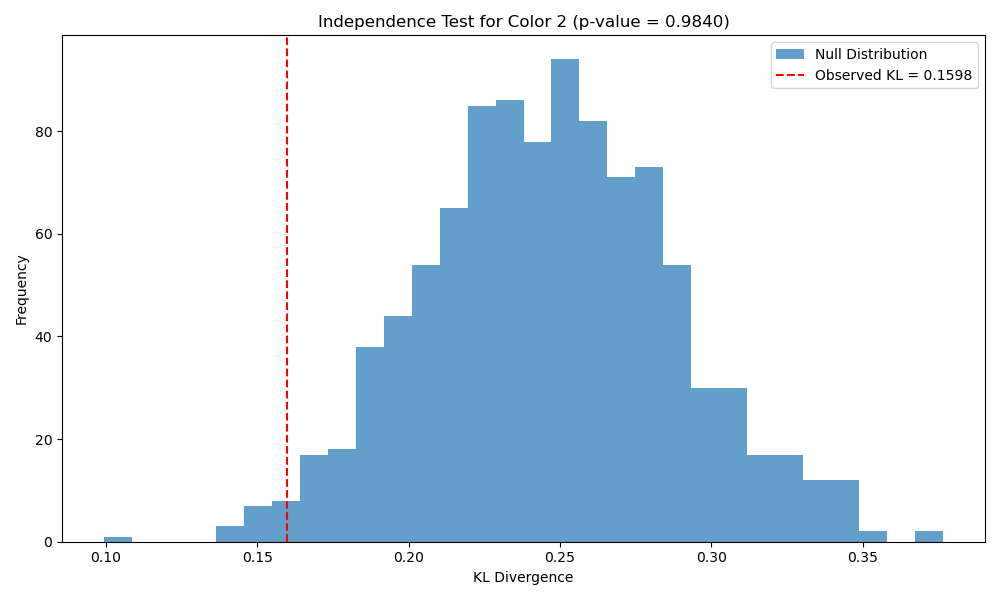 Independence Test for Color 2 (p-value = 0.9840)
Null Distribution
Observed KL = 0.1598
Frequency
80
60
40
20
0
0.10 0.15 0.20 0.25 0.30 0.35
KL Divergence